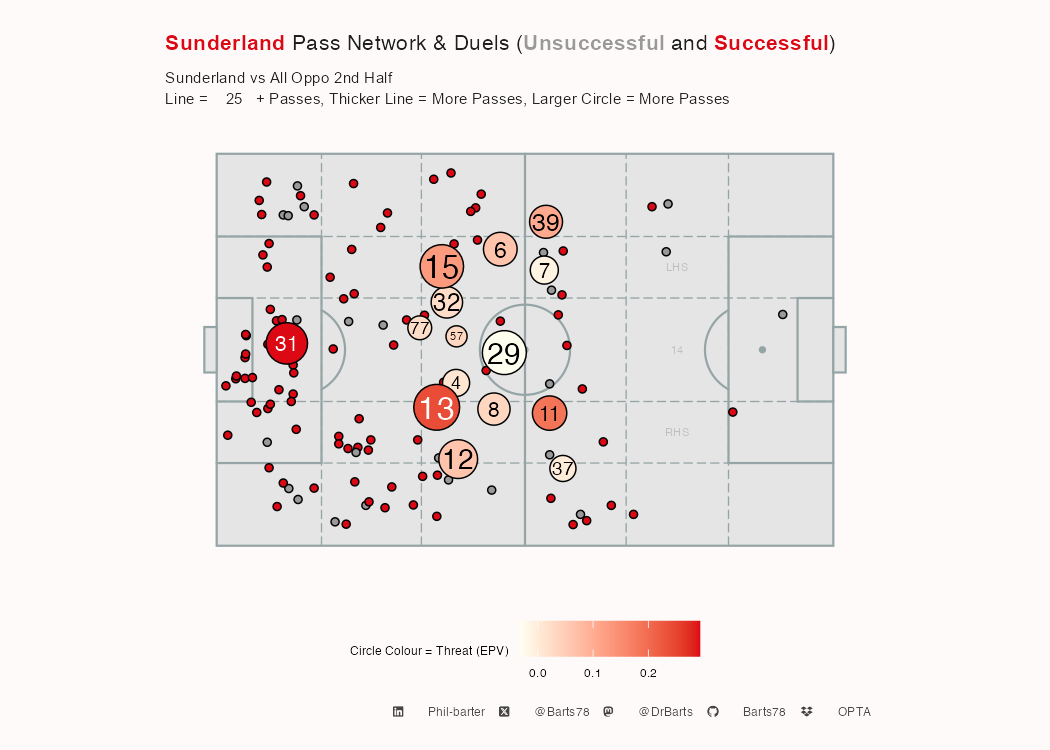 Sunderland Pass Network & Duels (Unsuccessful and Successful)
Sunderland vs All Oppo 2nd Half
Line = 25 + Passes, Thicker Line = More Passes, Larger Circle = More Passes
39
6
15
7
LHS
32
77
57
31
29
14
4
13
8
11
RHS
12
37
Circle Colour = Threat (EPV)
0.0 0.1 0.2
Phil-barter @Barts78 @DrBarts Barts78 OPTA